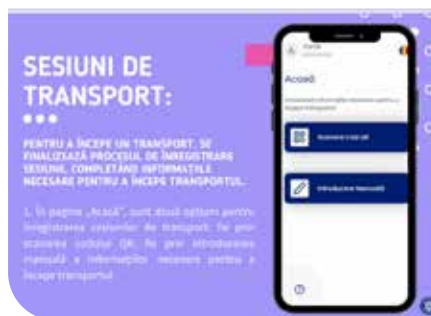 SESIUNI DE
TRANSPORT:
PENTRU A ÎNCEPE UN TRANSPORT, SE
FINALIZEAZĂ PROCESUL DE ÎNREGISTRARE
SESIUNE, COMPLETÂND INFORMAȚIILE
NECESARE PENTRU A ÎNCEPE TRANSPORTUL.
1. În pagina „Acasă”, sunt două opțiuni pentru
înregistrarea sesiunilor de transport: fie prin
scanarea codului QR, fie prin introducerea
manuală a informațiilor necesare pentru a
începe transportul
Acasă
Scanare cod QR
Introducere Manuală